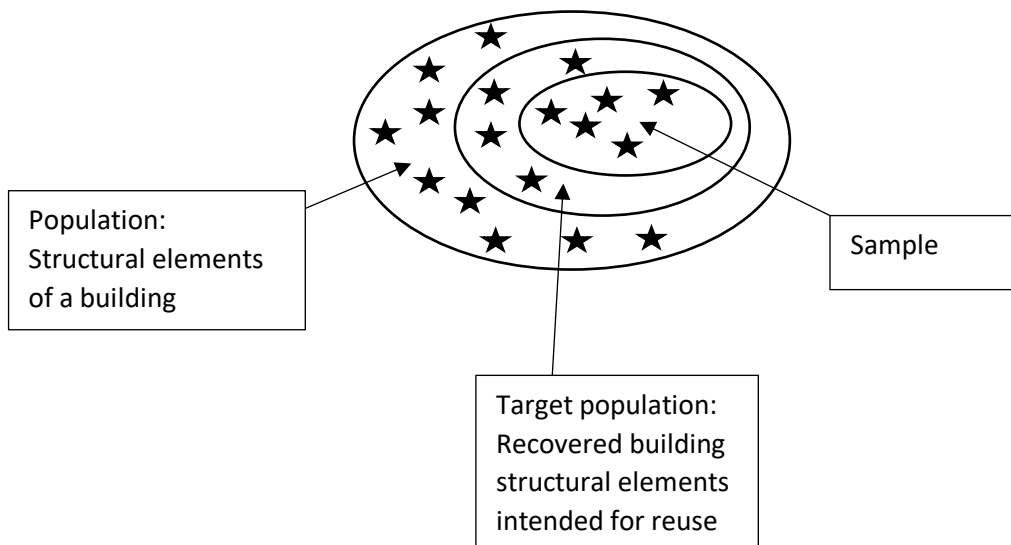 Population:
Structural elements
of a building
Sample
Target population:
Recovered building
structural elements
intended for reuse